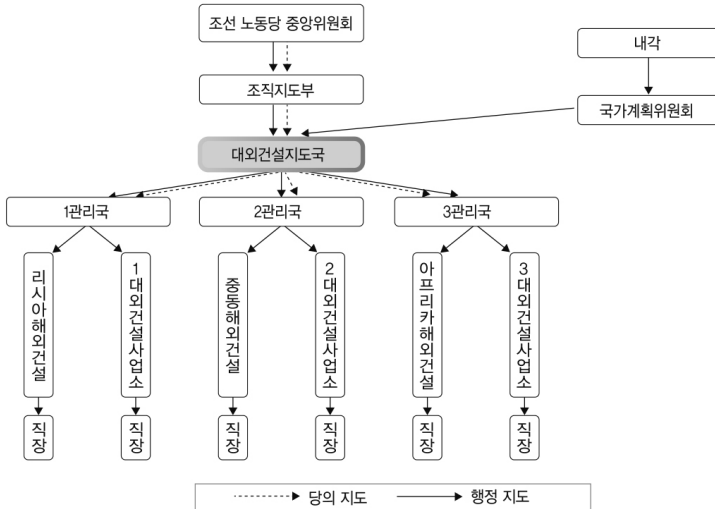 조선 노동당 중앙위원회
내각
조직지도부
국가계획위원회
대외건설지도국
1관리국
2관리국
3관리국
리시아해외건설
1대외건설사업소
중동해외건설
2대외건설사업소
아프리카해외건설
3대외건설사업소
직장
직장
직장
직장
직장
직장
당의 지도
행정 지도